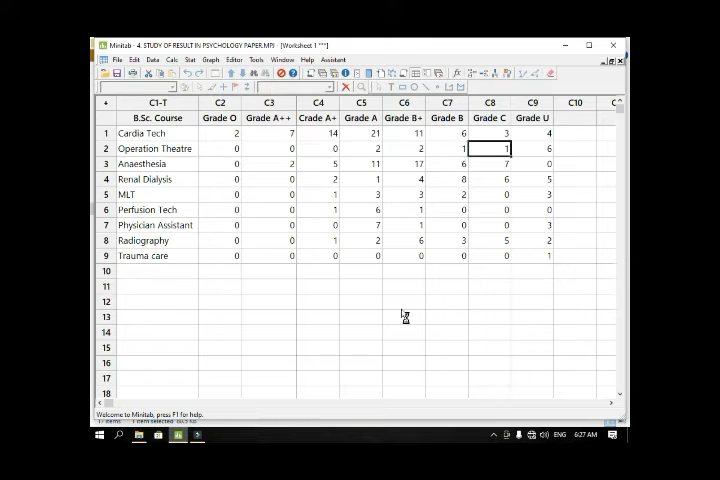 Minitab - 4. STUDY OF RESULT IN PSYCHOLOGY PAPER.MPJ - [Worksheet 1 ***]
File Edit Data Calc Stat Graph Editor Tools Window Help Assistant
+ C1-T C2 C3 C4 C5 C6 C7 C8 C9 C10
B.Sc. Course Grade O Grade A++ Grade A+ Grade A Grade B+ Grade B Grade C Grade U
1 Cardia Tech 2 7 14 21 11 6 3 4
2 Operation Theatre 0 0 0 2 2 1 1 6
3 Anaesthesia 0 2 5 11 17 6 7 0
4 Renal Dialysis 0 0 2 1 4 8 6 5
5 MLT 0 0 1 3 3 2 0 3
6 Perfusion Tech 0 0 1 6 1 0 0 0
7 Physician Assistant 0 0 0 7 1 0 0 3
8 Radiography 0 0 1 2 6 3 5 2
9 Trauma care 0 0 0 0 0 0 0 1
10
11
12
13
14
15
16
17
18
Welcome to Minitab, press F1 for help.
ENG 6:27 AM